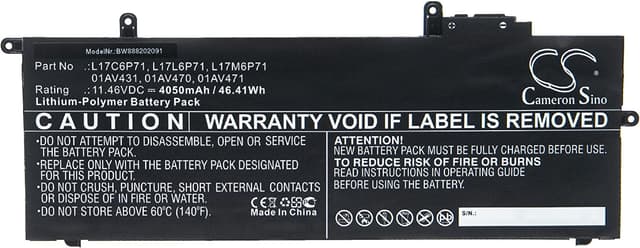 ModelNr.:BW888202091
Part No :L17C6P71, L17L6P71, L17M6P71
01AV431, 01AV470, 01AV471
Rating :11.46VDC⎓ 4050mAh / 46.41Wh
Lithium-Polymer Battery Pack
CS
Cameron Sino
CAUTION WARRANTY VOID IF LABEL IS REMOVED!
•DO NOT ATTEMPT TO DISASSEMBLE, OPEN OR SERVICE
THE BATTERY PACK.
•REPLACE ONLY WITH THE BATTERY PACK DESIGNATED
FOR THIS EQUIPMENT.
•DO NOT CRUSH, PUNCTURE, SHORT EXTERNAL CONTACTS
OR DISPOSE OF IN FIRE OR WATER.
•DO NOT STORE ABOVE 60°C (140°F).
ATTENTION!
NEW BATTERY PACK MUST BE FULLY CHARGED BEFORE USE.
TO REDUCE RISK OF FIRE OR BURNS
READ INSTRUCTIONS IN OPERATING GUIDE
BEFORE USING BATTERY PACK.
CE
Made in China
S/N.: